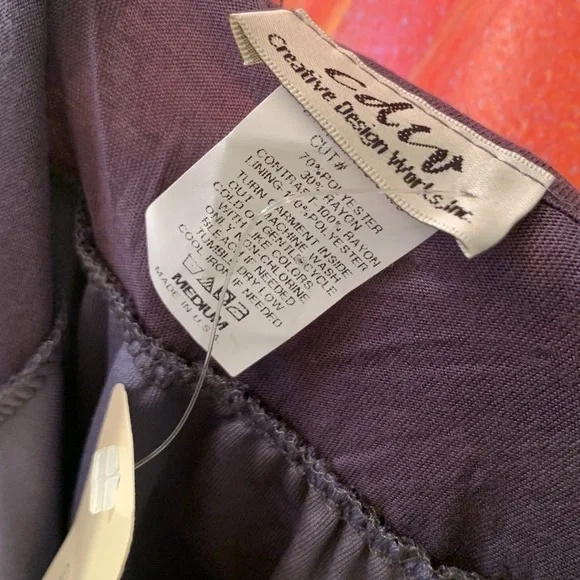 cdw
Creative Design Works, inc.
CUT#
70%POLYESTER
30% RAYON
CONTRAST-100% RAYON
LINING 100%POLYESTER
CUT
TURN GARMENT INSIDE
OUT MACHINE WASH
COLD ON GENTLE CYCLE
WITH LIKE COLORS
ONLY NON-CHLORINE
BLEACH IF NEEDED
TUMBLE DRY LOW
COOL IRON IF NEEDED
MEDIUM
MADE IN U.S.A